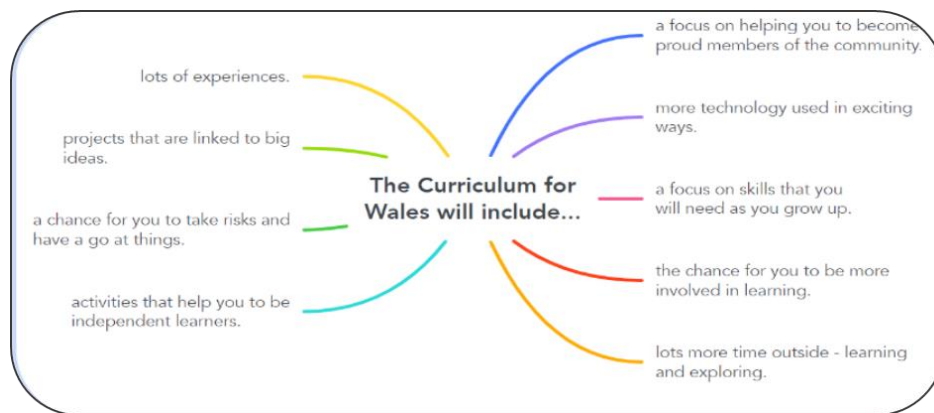 The Curriculum for
Wales will include...
lots of experiences.
projects that are linked to big
ideas.
a chance for you to take risks and
have a go at things.
activities that help you to be
independent learners.
a focus on helping you to become
proud members of the community.
more technology used in exciting
ways.
a focus on skills that you
will need as you grow up.
the chance for you to be more
involved in learning.
lots more time outside - learning
and exploring.